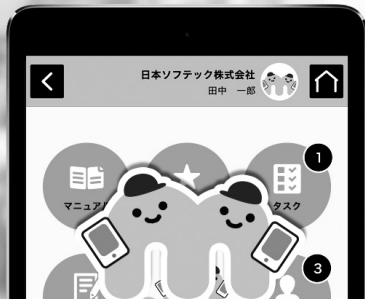 日本ソフテック株式会社
田中 一郎
1
マニュアル
タスク
3